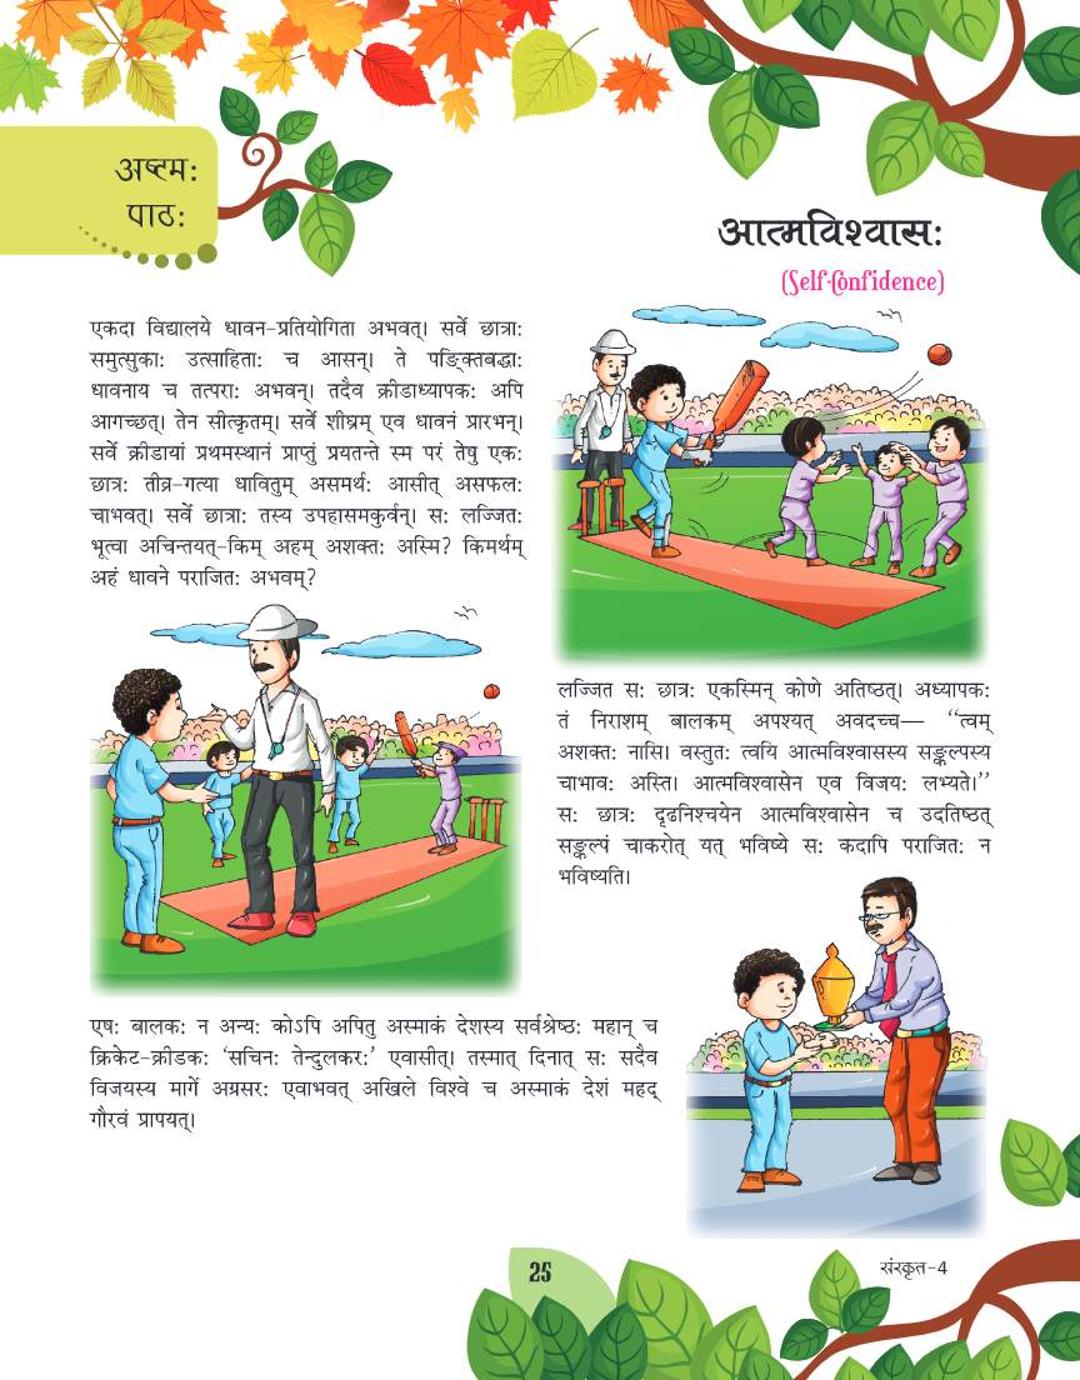 अष्टमः
पाठः
आत्मविश्वासः
(Self-Confidence)
एकदा विद्यालये धावन-प्रतियोगिता अभवत्। सर्वे छात्राः
समुत्सुकाः उत्साहिताः च आसन्। ते पङ्क्तिबद्धाः
धावनाय च तत्पराः अभवन्। तदैव क्रीडाध्यापकः अपि
आगच्छत्। तेन सीत्कृतम्। सर्वे शीघ्रम् एव धावनं प्रारभन्।
सर्वे क्रीडायां प्रथमस्थानं प्राप्तुं प्रयतन्ते स्म परं तेषु एकः
छात्रः तीव्र-गत्या धावितुम् असमर्थः आसीत् असफलः
चाभवत्। सर्वे छात्राः तस्य उपहासमकुर्वन्। सः लज्जितः
भूत्वा अचिन्तयत्-किम् अहम् अशक्तः अस्मि? किमर्थम्
अहं धावने पराजितः अभवम्?
लज्जित सः छात्रः एकस्मिन् कोणे अतिष्ठत्। अध्यापकः
तं निराशम् बालकम् अपश्यत् अवदच्च— “त्वम्
अशक्तः नासि। वस्तुतः त्वयि आत्मविश्वासस्य सङ्कल्पस्य
चाभावः अस्ति। आत्मविश्वासेन एव विजयः लभ्यते।”
सः छात्रः दृढनिश्चयेन आत्मविश्वासेन च उदतिष्ठत्
सङ्कल्पं चाकरोत् यत् भविष्ये सः कदापि पराजितः न
भविष्यति।
एषः बालकः न अन्यः कोऽपि अपितु अस्माकं देशस्य सर्वश्रेष्ठः महान् च
क्रिकेट-क्रीडकः ‘सचिनः तेन्दुलकरः’ एवासीत्। तस्मात् दिनात् सः सदैव
विजयस्य मार्गे अग्रसरः एवाभवत् अखिले विश्वे च अस्माकं देशं महद्
गौरवं प्रापयत्।
25
संस्कृत-4